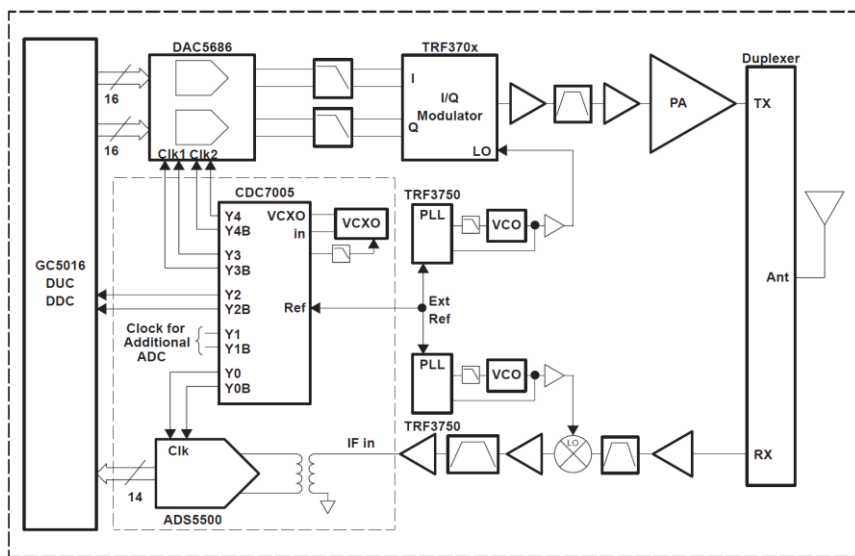 DAC5686
TRF370x
Duplexer
16
16
Clk1 Clk2
I
I/Q
Modulator
Q
LO
PA
TX
CDC7005
TRF3750
Y4
Y4B
Y3
Y3B
Y2
Y2B
Y1
Y1B
Y0
Y0B
VCXO
in
VCXO
Ref
PLL
VCO
GC5016
DUC
DDC
Ext
Ref
Ant
Clock for
Additional
ADC
PLL
VCO
TRF3750
Clk
IF in
LO
RX
14
ADS5500